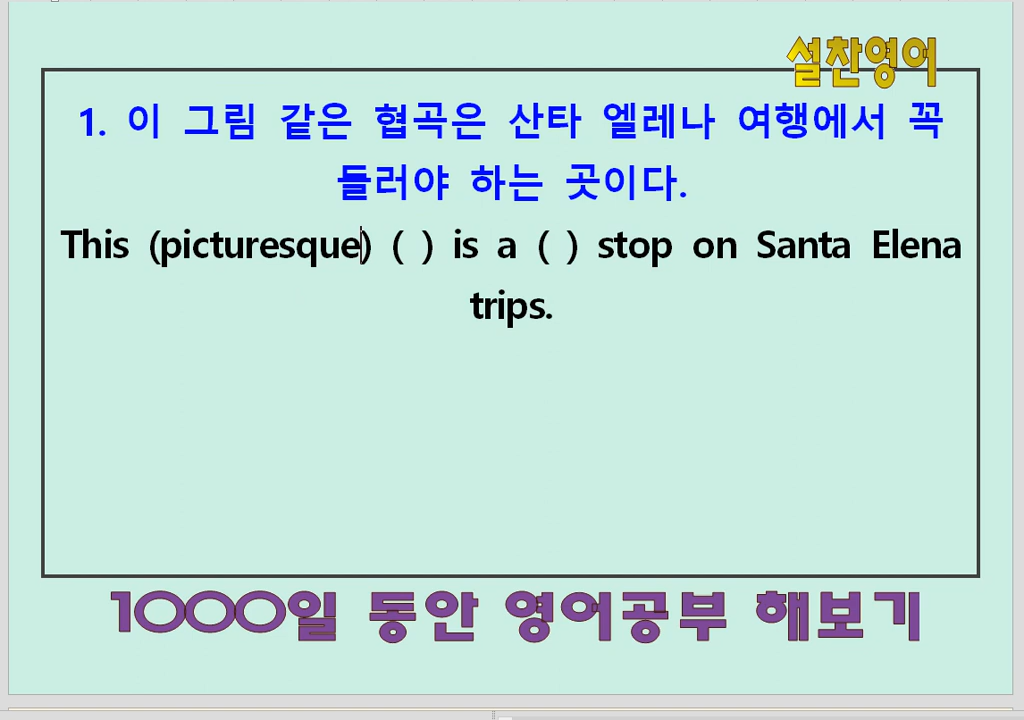 설찬영어
1. 이 그림 같은 협곡은 산타 엘레나 여행에서 꼭
들러야 하는 곳이다.
This (picturesque) ( ) is a ( ) stop on Santa Elena
trips.
1000일 동안 영어공부 해보기